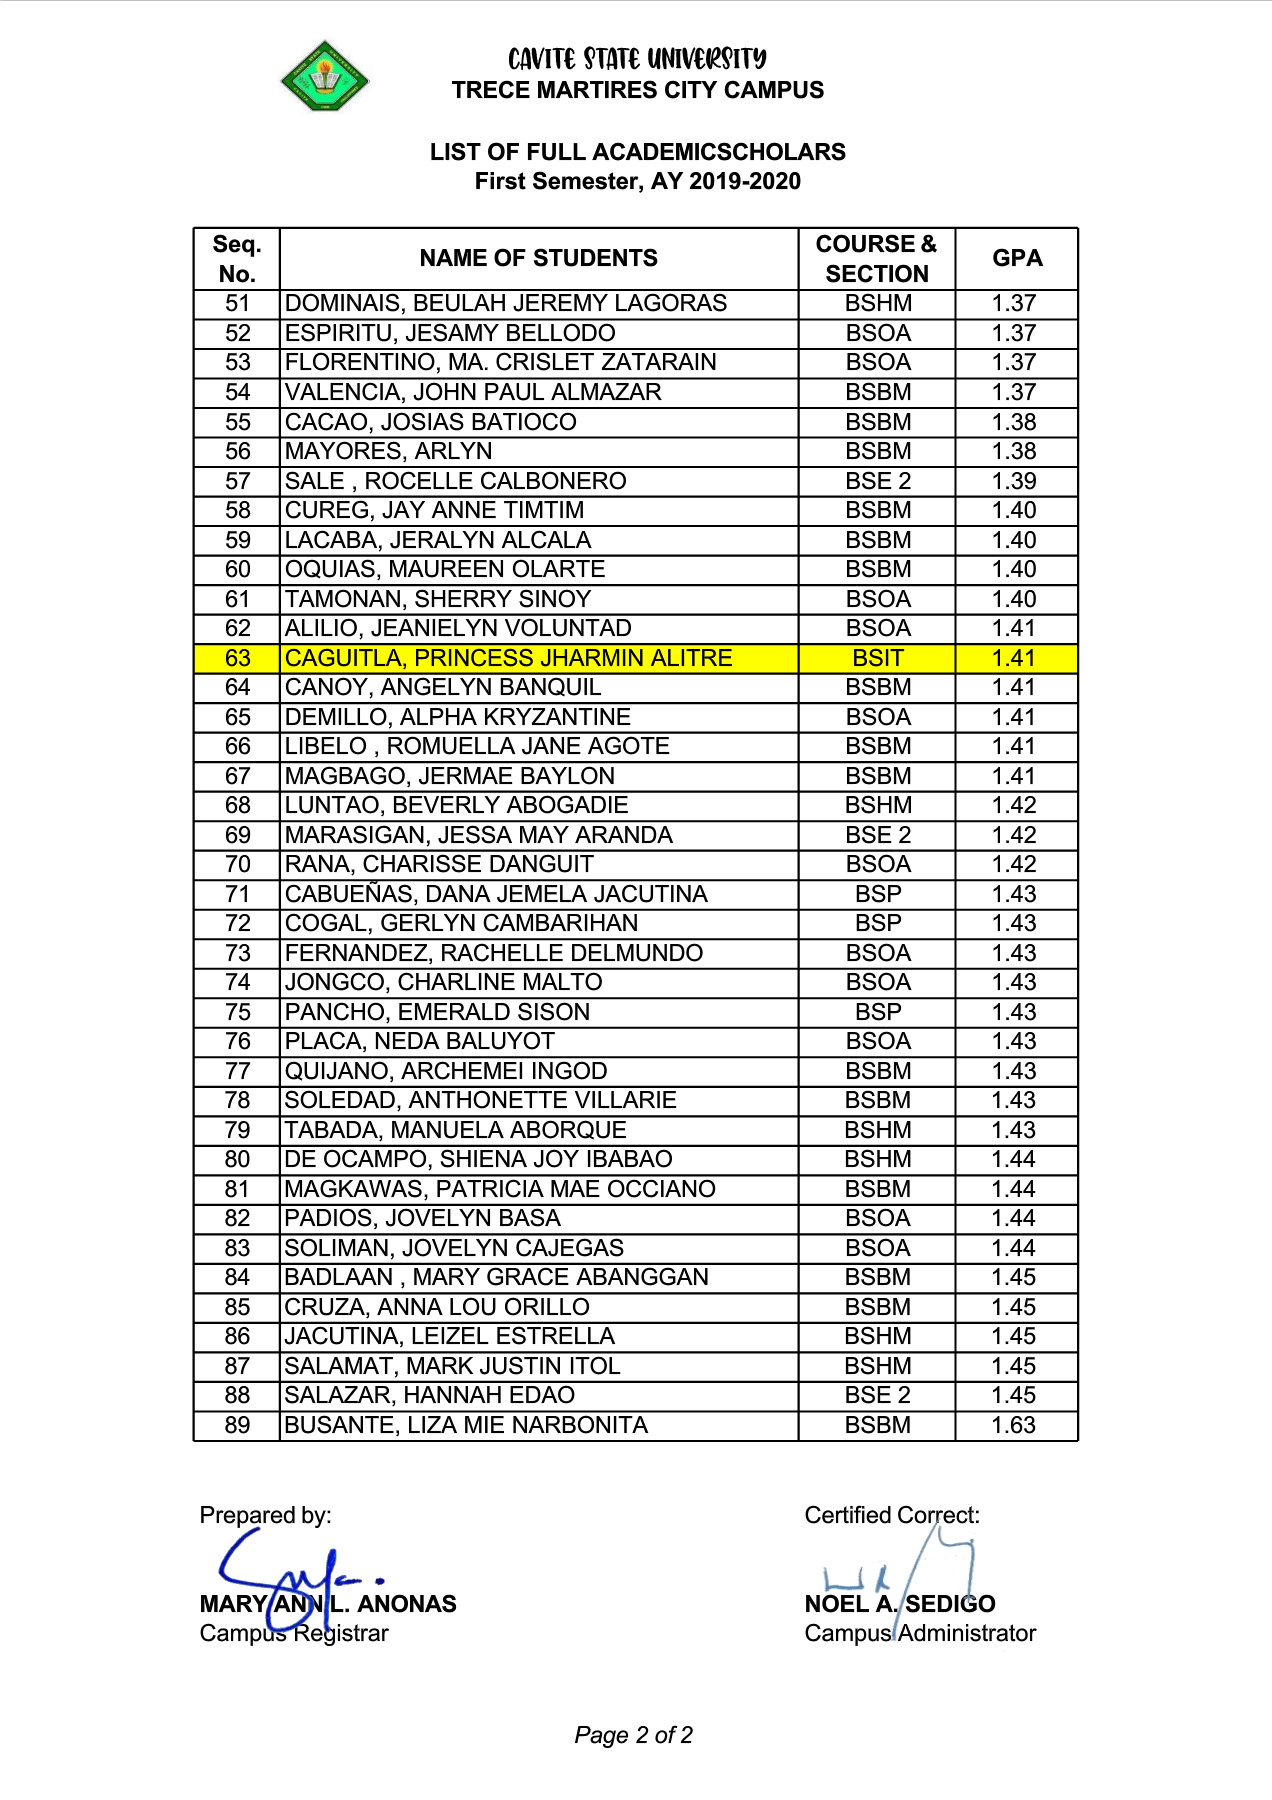 CAVITE STATE UNIVERSITY
TRECE MARTIRES CITY CAMPUS
LIST OF FULL ACADEMICSCHOLARS
First Semester, AY 2019-2020
Seq. No. NAME OF STUDENTS COURSE & SECTION GPA
51 DOMINAIS, BEULAH JEREMY LAGORAS BSHM 1.37
52 ESPIRITU, JESAMY BELLODO BSOA 1.37
53 FLORENTINO, MA. CRISLET ZATARAIN BSOA 1.37
54 VALENCIA, JOHN PAUL ALMAZAR BSBM 1.37
55 CACAO, JOSIAS BATIOCO BSBM 1.38
56 MAYORES, ARLYN BSBM 1.38
57 SALE , ROCELLE CALBONERO BSE 2 1.39
58 CUREG, JAY ANNE TIMTIM BSBM 1.40
59 LACABA, JERALYN ALCALA BSBM 1.40
60 OQUIAS, MAUREEN OLARTE BSBM 1.40
61 TAMONAN, SHERRY SINOY BSOA 1.40
62 ALILIO, JEANIELYN VOLUNTAD BSOA 1.41
63 CAGUITLA, PRINCESS JHARMIN ALITRE BSIT 1.41
64 CANOY, ANGELYN BANQUIL BSBM 1.41
65 DEMILLO, ALPHA KRYZANTINE BSOA 1.41
66 LIBELO , ROMUELLA JANE AGOTE BSBM 1.41
67 MAGBAGO, JERMAE BAYLON BSBM 1.41
68 LUNTAO, BEVERLY ABOGADIE BSHM 1.42
69 MARASIGAN, JESSA MAY ARANDA BSE 2 1.42
70 RANA, CHARISSE DANGUIT BSOA 1.42
71 CABUEÑAS, DANA JEMELA JACUTINA BSP 1.43
72 COGAL, GERLYN CAMBARIHAN BSP 1.43
73 FERNANDEZ, RACHELLE DELMUNDO BSOA 1.43
74 JONGCO, CHARLINE MALTO BSOA 1.43
75 PANCHO, EMERALD SISON BSP 1.43
76 PLACA, NEDA BALUYOT BSOA 1.43
77 QUIJANO, ARCHEMEI INGOD BSBM 1.43
78 SOLEDAD, ANTHONETTE VILLARIE BSBM 1.43
79 TABADA, MANUELA ABORQUE BSHM 1.43
80 DE OCAMPO, SHIENA JOY IBABAO BSHM 1.44
81 MAGKAWAS, PATRICIA MAE OCCIANO BSBM 1.44
82 PADIOS, JOVELYN BASA BSOA 1.44
83 SOLIMAN, JOVELYN CAJEGAS BSOA 1.44
84 BADLAAN , MARY GRACE ABANGGAN BSBM 1.45
85 CRUZA, ANNA LOU ORILLO BSBM 1.45
86 JACUTINA, LEIZEL ESTRELLA BSHM 1.45
87 SALAMAT, MARK JUSTIN ITOL BSHM 1.45
88 SALAZAR, HANNAH EDAO BSE 2 1.45
89 BUSANTE, LIZA MIE NARBONITA BSBM 1.63
Prepared by: Certified Correct:
MARY ANN L. ANONAS NOEL A. SEDIGO
Campus Registrar Campus Administrator
Page 2 of 2